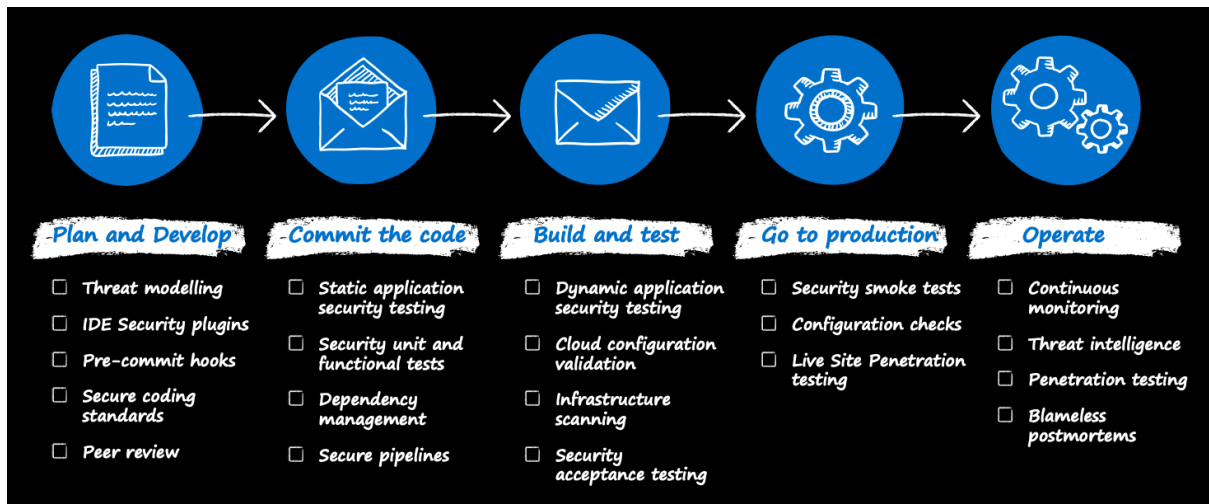 Plan and Develop
Threat modelling
IDE Security plugins
Pre-commit hooks
Secure coding
standards
Peer review
Commit the code
Static application
security testing
Security unit and
functional tests
Dependency
management
Secure pipelines
Build and test
Dynamic application
security testing
Cloud configuration
validation
Infrastructure
scanning
Security
acceptance testing
Go to production
Security smoke tests
Configuration checks
Live Site Penetration
testing
Operate
Continuous
monitoring
Threat intelligence
Penetration testing
Blameless
postmortems